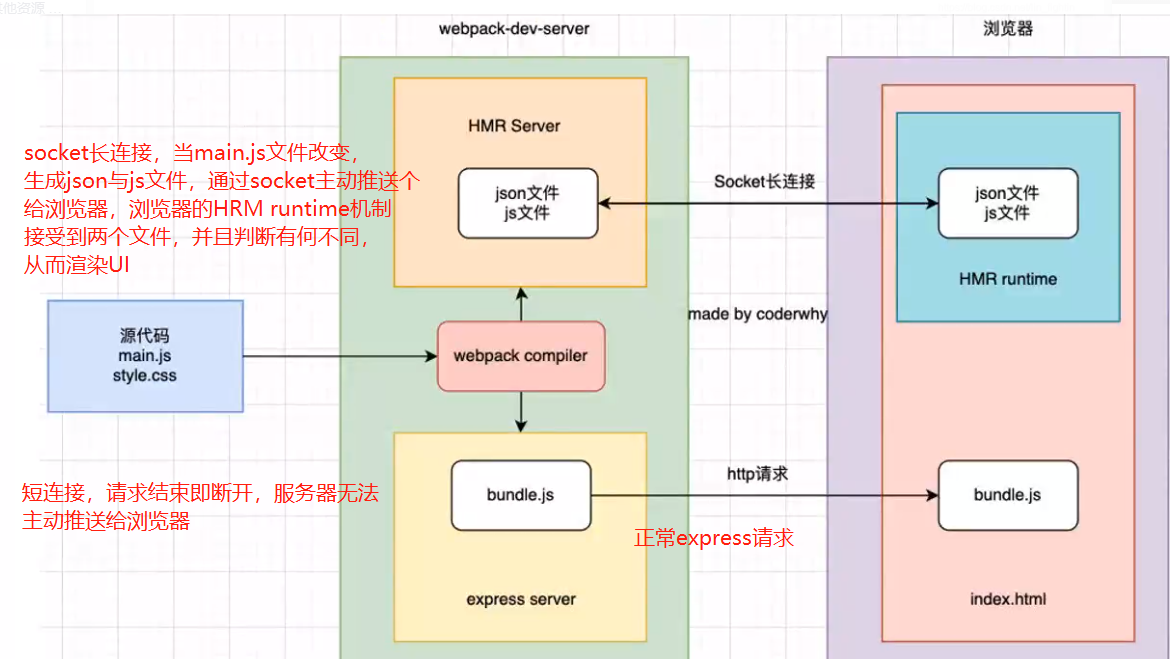 他资源
webpack-dev-server
浏览器
HMR Server
json文件
js文件
Socket长连接
json文件
js文件
HMR runtime
socket长连接，当main.js文件改变，
生成json与js文件，通过socket主动推送个
给浏览器，浏览器的HRM runtime机制
接受到两个文件，并且判断有何不同，
从而渲染UI
made by coderwhy
源代码
main.js
style.css
webpack compiler
短连接，请求结束即断开，服务器无法
主动推送给浏览器
bundle.js
http请求
bundle.js
正常express请求
express server
index.html